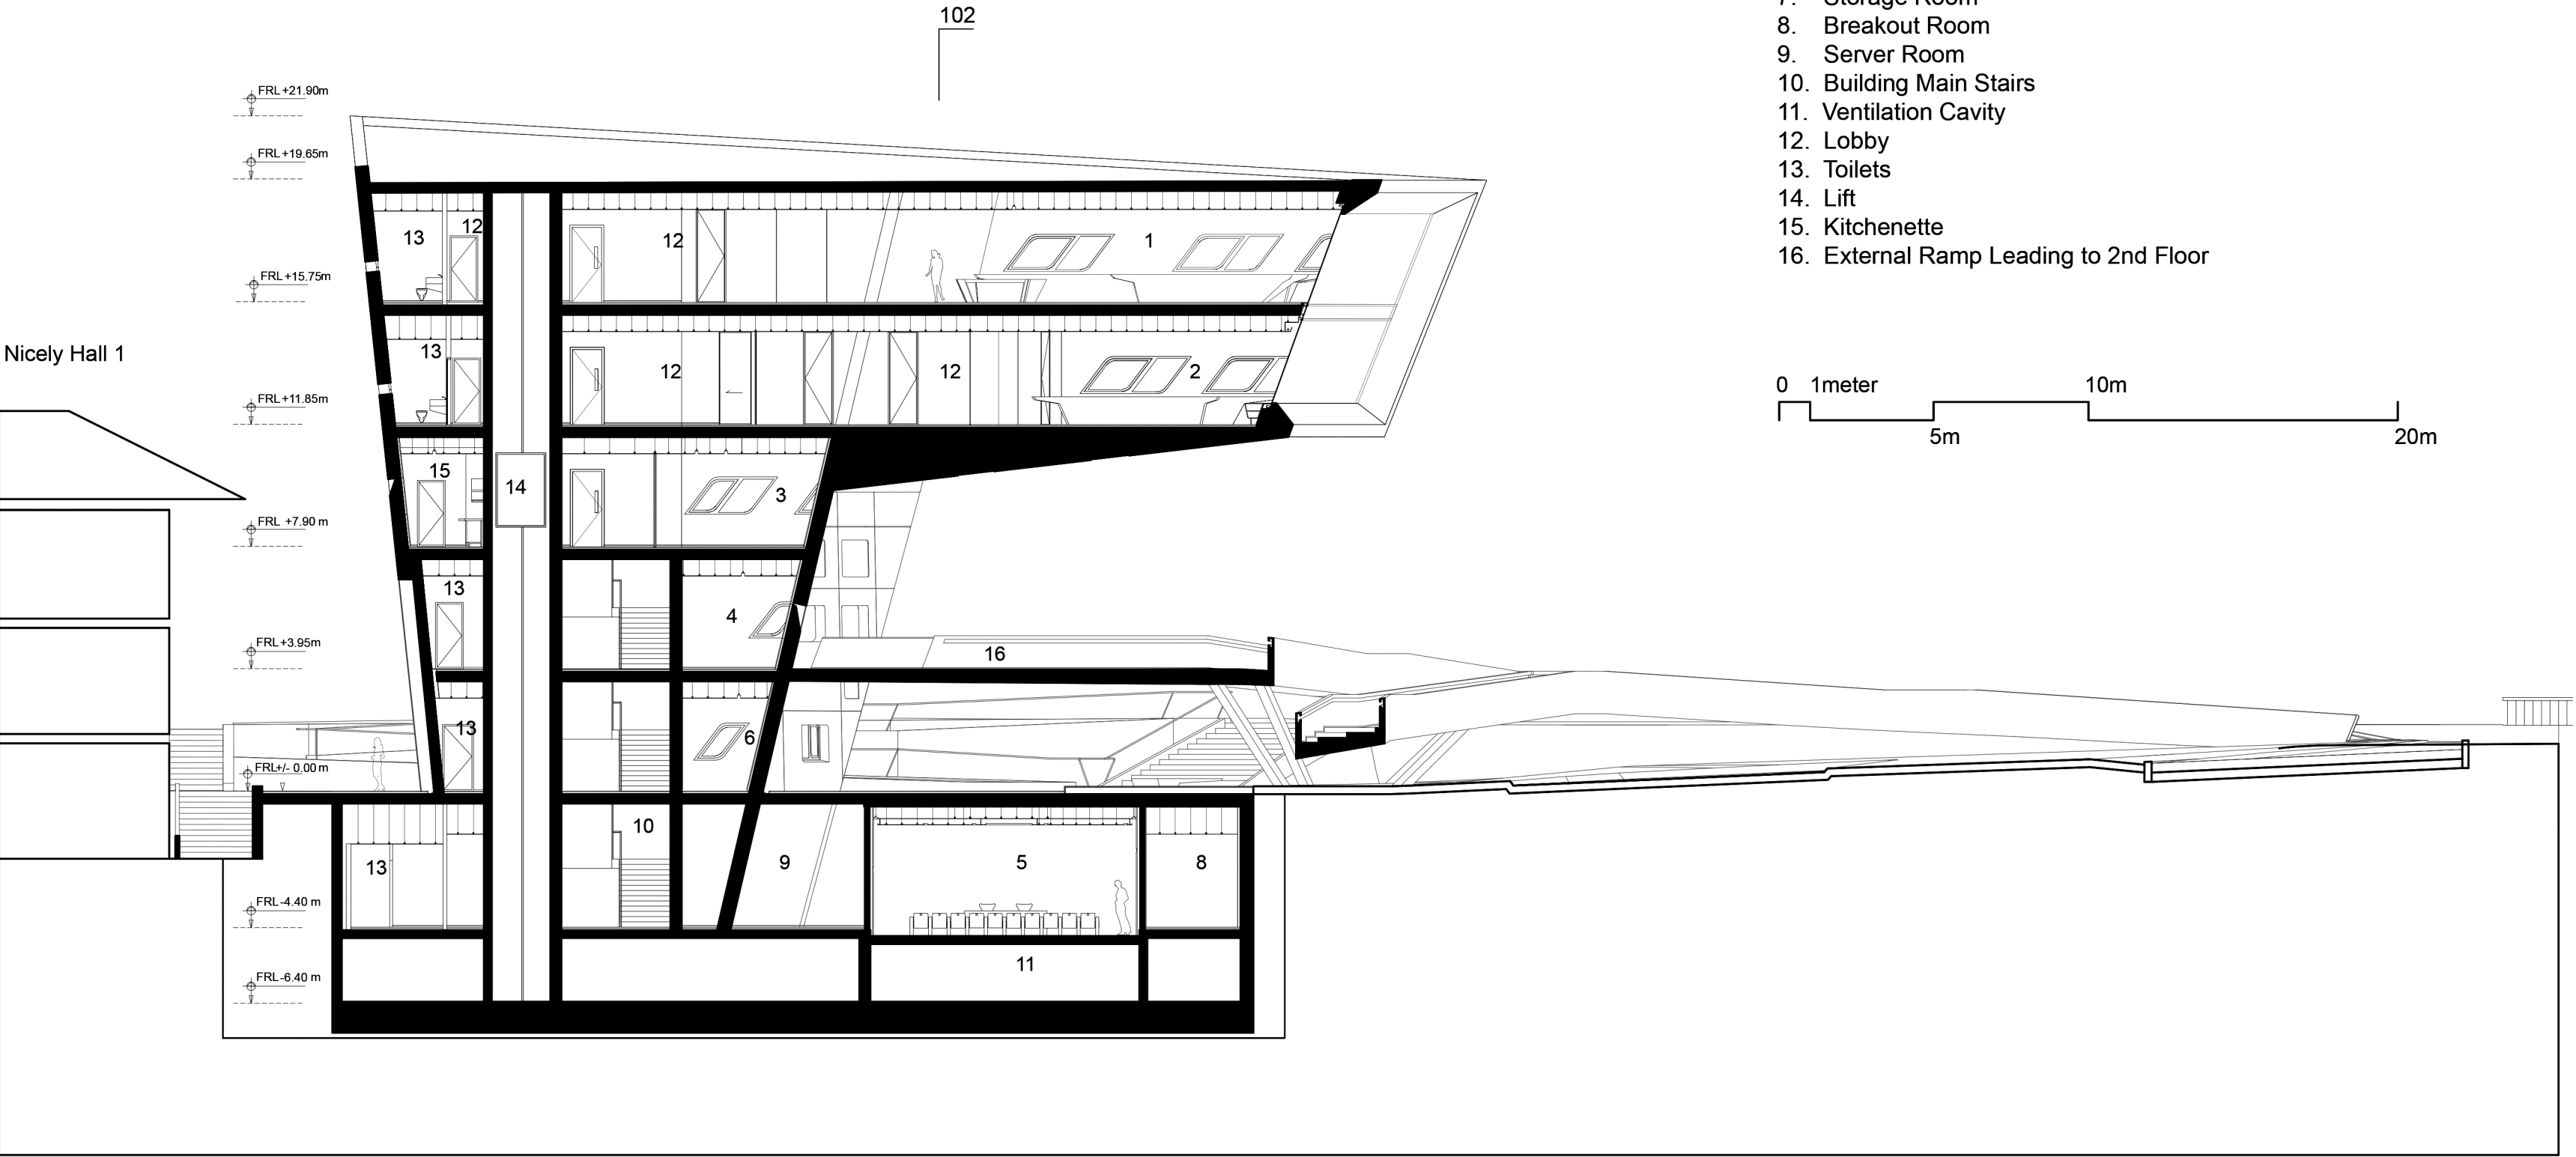 102
7. Storage Room
8. Breakout Room
9. Server Room
10. Building Main Stairs
11. Ventilation Cavity
12. Lobby
13. Toilets
14. Lift
15. Kitchenette
16. External Ramp Leading to 2nd Floor
0 1meter 10m
5m 20m
Nicely Hall 1
FRL +21.90m
FRL +19.65m
FRL +15.75m
FRL +11.85m
FRL +7.90 m
FRL +3.95m
FRL+/- 0.00 m
FRL -4.40 m
FRL -6.40 m
13 12 12 1
13 12 12 2
15 14 3
13 4
16
13 6
10
13 9 5 8
11